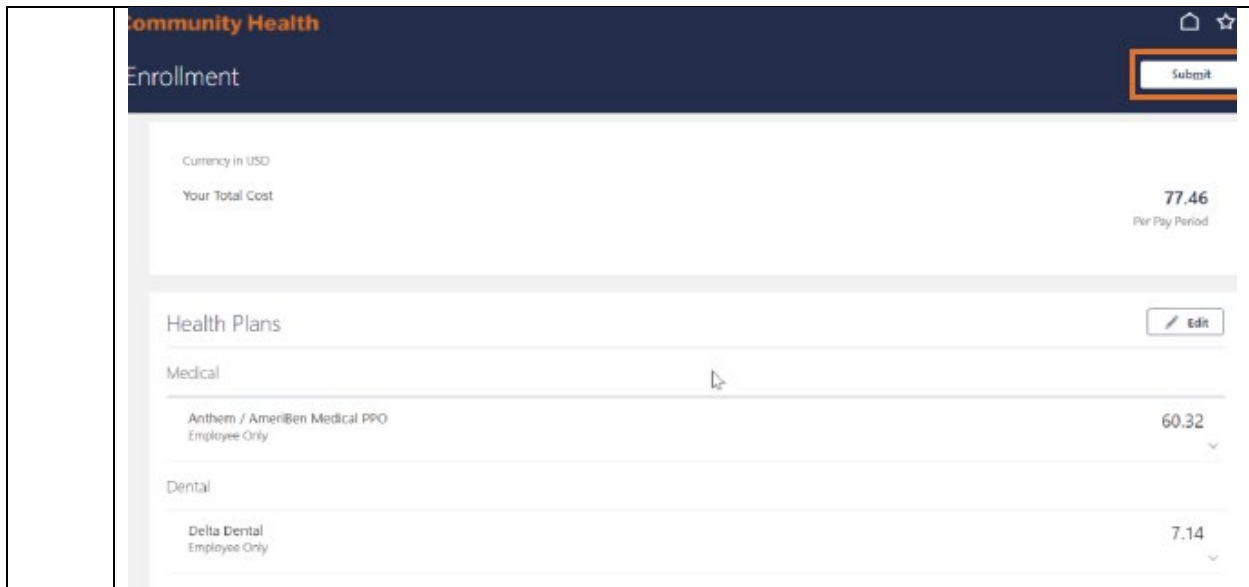 Community Health
Enrollment
Submit
Currency in USD
Your Total Cost
77.46
Per Pay Period
Health Plans
Edit
Medical
Anthem / AmeriBen Medical PPO
60.32
Employee Only
Dental
Delta Dental
7.14
Employee Only